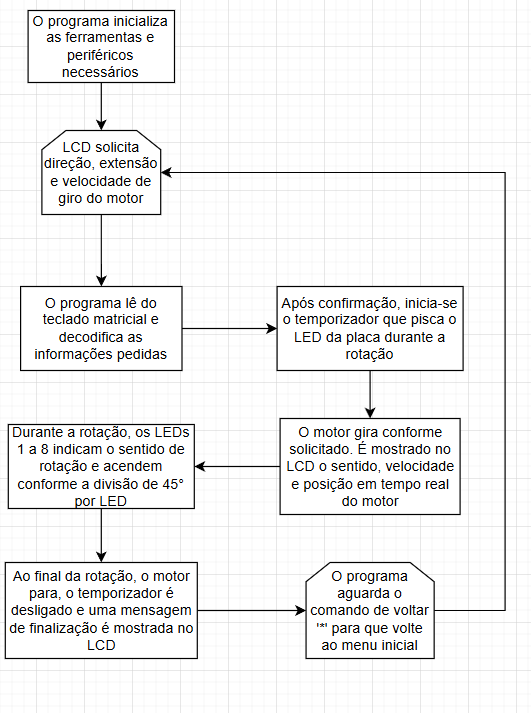 O programa inicializa
as ferramentas e
periféricos
necessários
LCD solicita
direção, extensão
e velocidade de
giro do motor
O programa lê do
teclado matricial e
decodifica as
informações pedidas
Após confirmação, inicia-se
o temporizador que pisca o
LED da placa durante a
rotação
O motor gira conforme
solicitado. É mostrado no
LCD o sentido, velocidade
e posição em tempo real
do motor
Durante a rotação, os LEDs
1 a 8 indicam o sentido de
rotação e acendem
conforme a divisão de 45°
por LED
Ao final da rotação, o motor
para, o temporizador é
desligado e uma mensagem
de finalização é mostrada no
LCD
O programa
aguarda o
comando de voltar
'*' para que volte
ao menu inicial